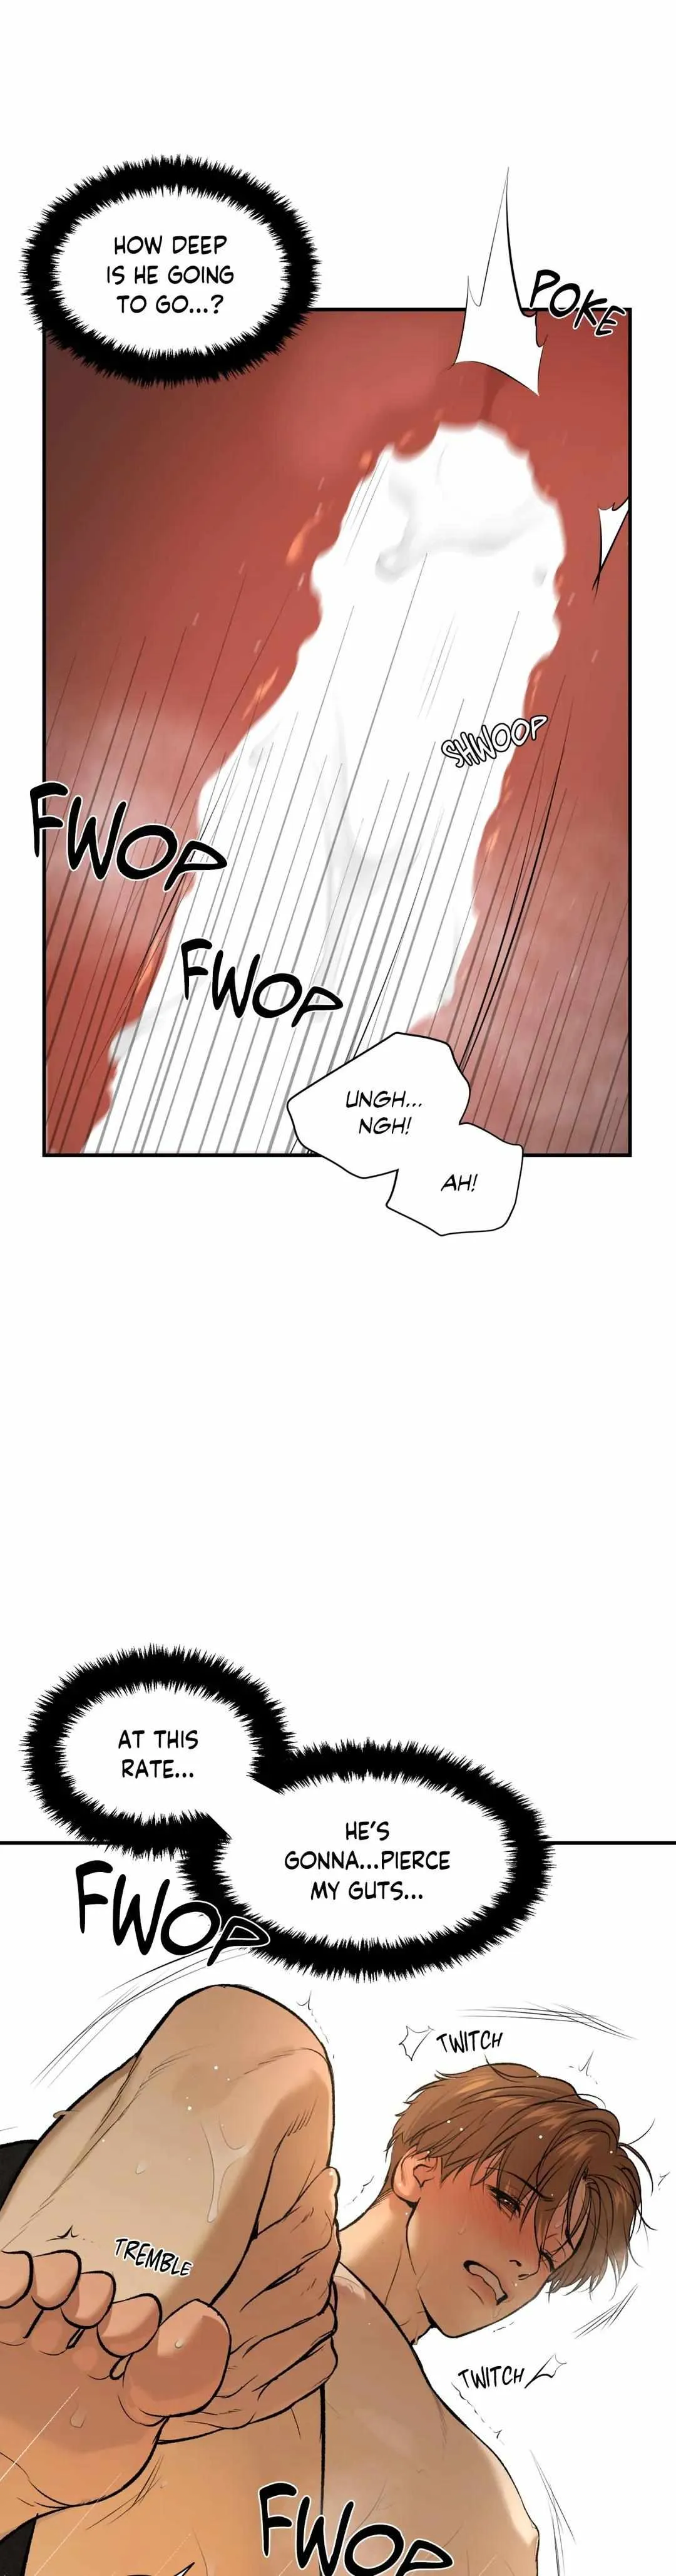 HOW DEEP
IS HE GOING
TO GO...?
POKE
SHWOOP
FWOP
FWOP
UNGH...
NGH!
AH!
AT THIS
RATE...
HE'S
GONNA...PIERCE
MY GUTS...
FWOP
TWITCH
TREMBLE
TWITCH
FWOP